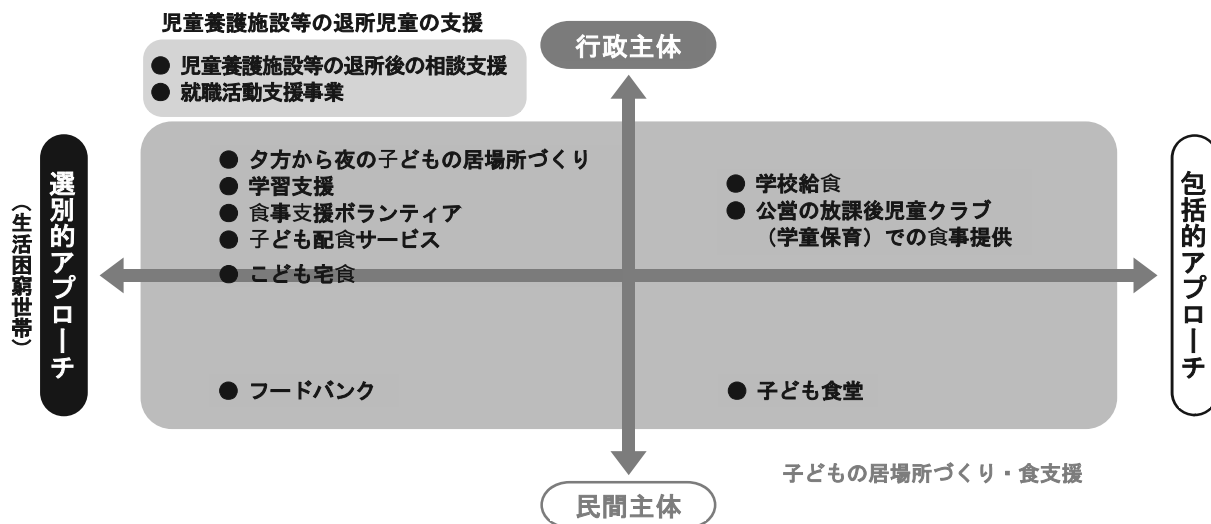 児童養護施設等の退所児童の支援
● 児童養護施設等の退所後の相談支援
● 就職活動支援事業
行政主体
選別的アプローチ
（生活困窮世帯）
● 夕方から夜の子どもの居場所づくり
● 学習支援
● 食事支援ボランティア
● 子ども配食サービス
● こども宅食
● 学校給食
● 公営の放課後児童クラブ
（学童保育）での食事提供
包括的アプローチ
● フードバンク
● 子ども食堂
子どもの居場所づくり・食支援
民間主体